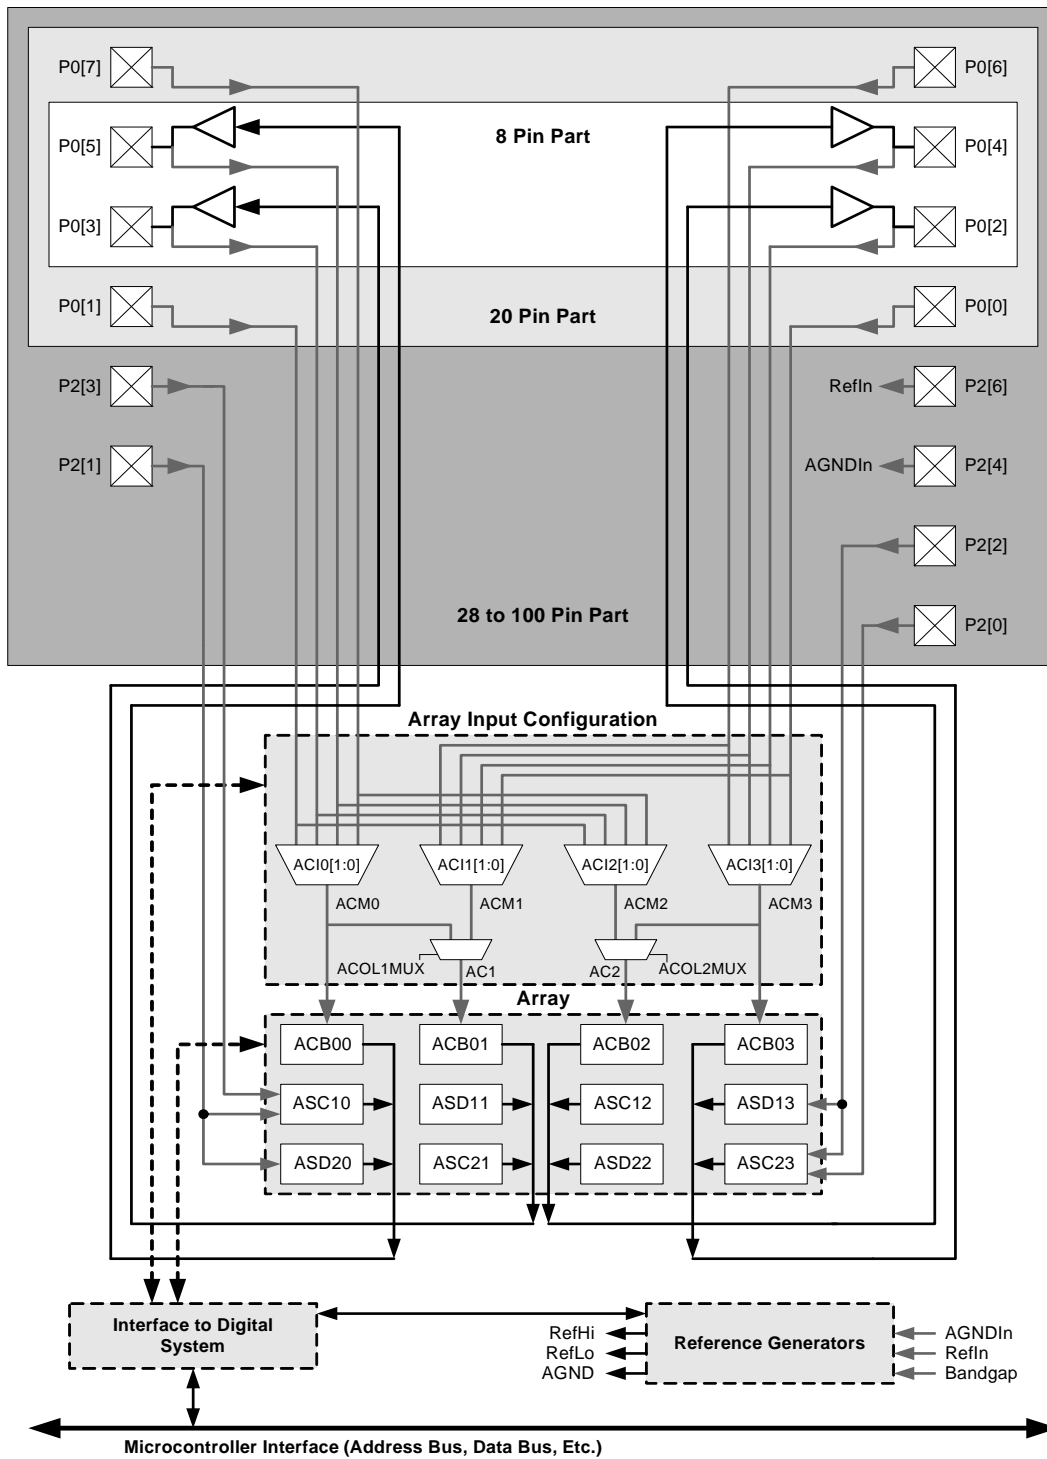 P0[7]
P0[6]
8 Pin Part
P0[5]
P0[4]
P0[3]
P0[2]
P0[1]
P0[0]
20 Pin Part
P2[3]
RefIn
P2[6]
P2[1]
AGNDIn
P2[4]
P2[2]
28 to 100 Pin Part
P2[0]
Array Input Configuration
ACI0[1:0]
ACI1[1:0]
ACI2[1:0]
ACI3[1:0]
ACM0
ACM1
ACM2
ACM3
ACOL1MUX
AC1
AC2
ACOL2MUX
Array
ACB00
ACB01
ACB02
ACB03
ASC10
ASD11
ASC12
ASD13
ASD20
ASC21
ASD22
ASC23
Interface to Digital
System
RefHi
RefLo
AGND
Reference Generators
AGNDIn
RefIn
Bandgap
Microcontroller Interface (Address Bus, Data Bus, Etc.)